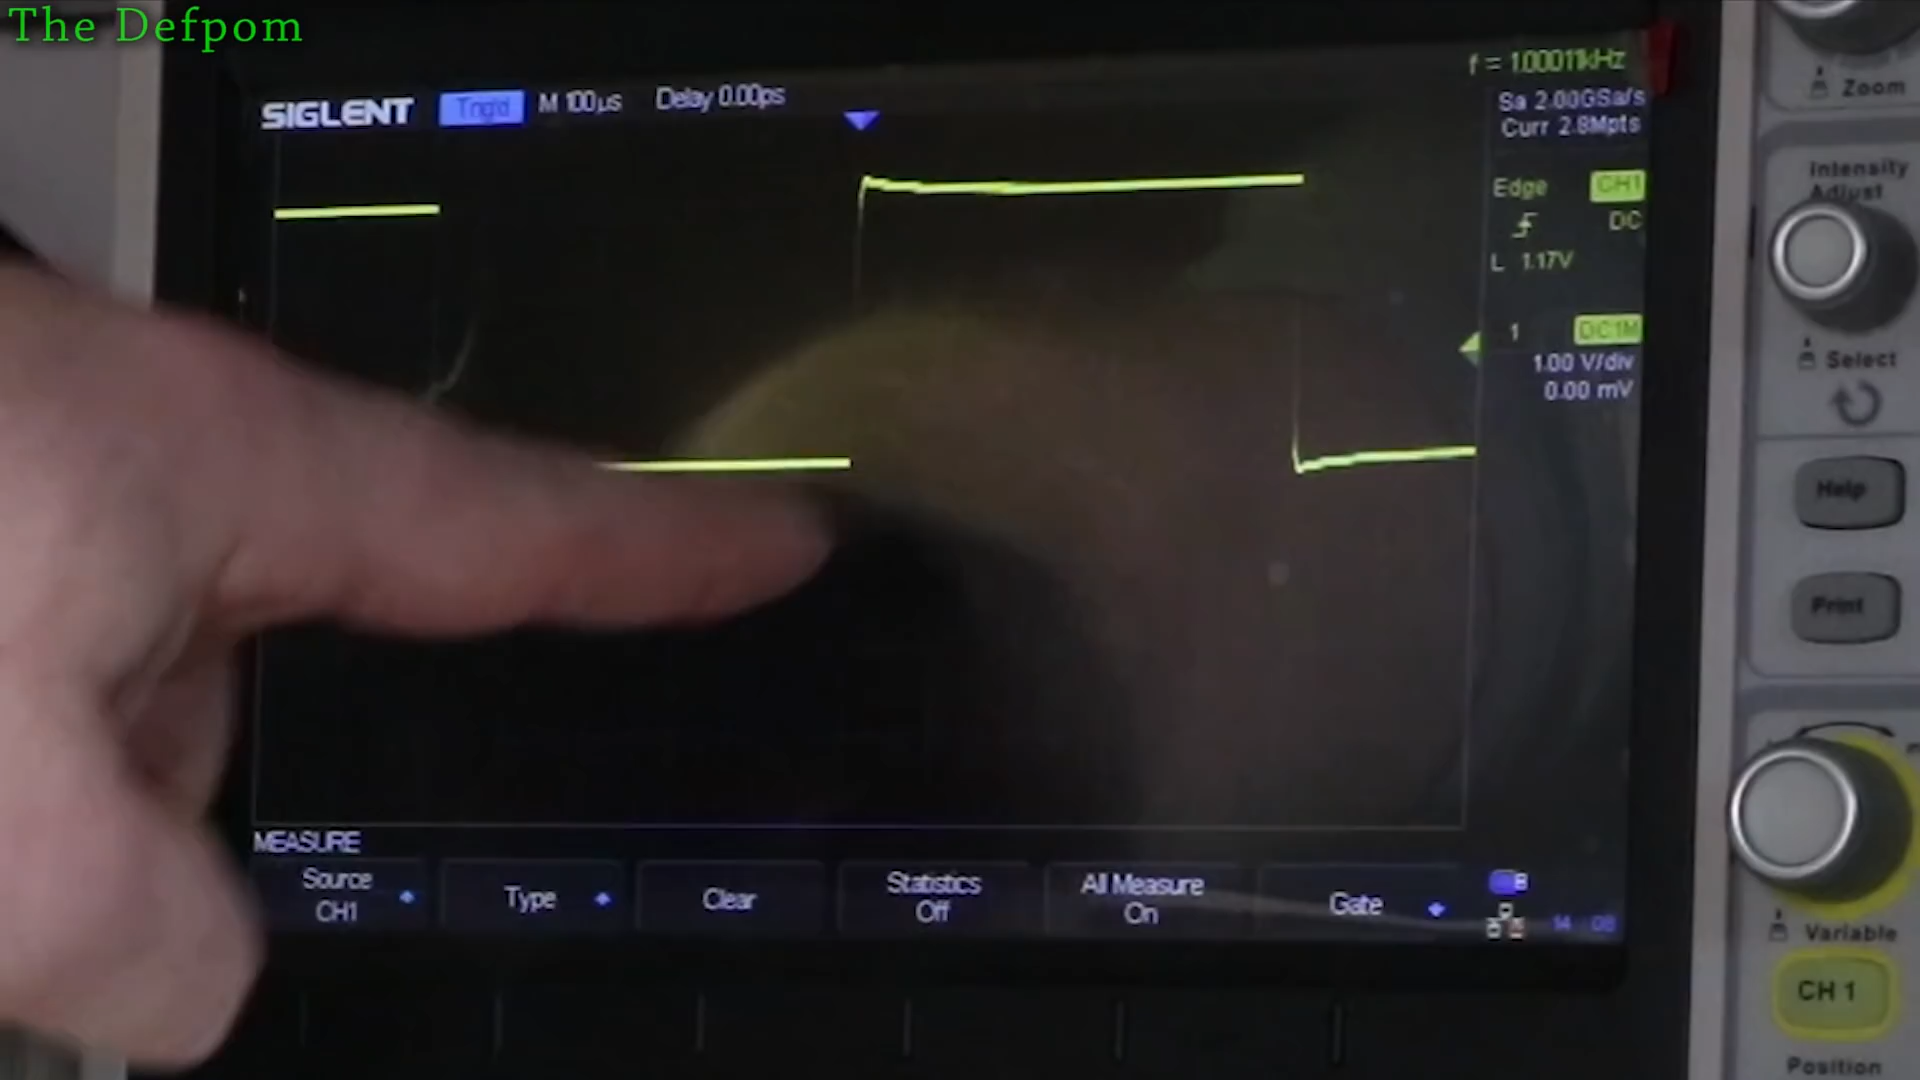 The Defpom
f = 1.00011kHz
SIGLENT Trig'd M 100µs Delay 0.00ps
Sa 2.00GSa/s
Curr 2.8Mpts
Edge CH1
DC
L 1.17V
1 DC1M
1.00 V/div
0.00 mV
MEASURE
Source
CH1
Type
Clear
Statistics
Off
All Measure
On
Gate
Zoom
Intensity
Adjust
Select
Help
Print
Variable
CH 1
Position